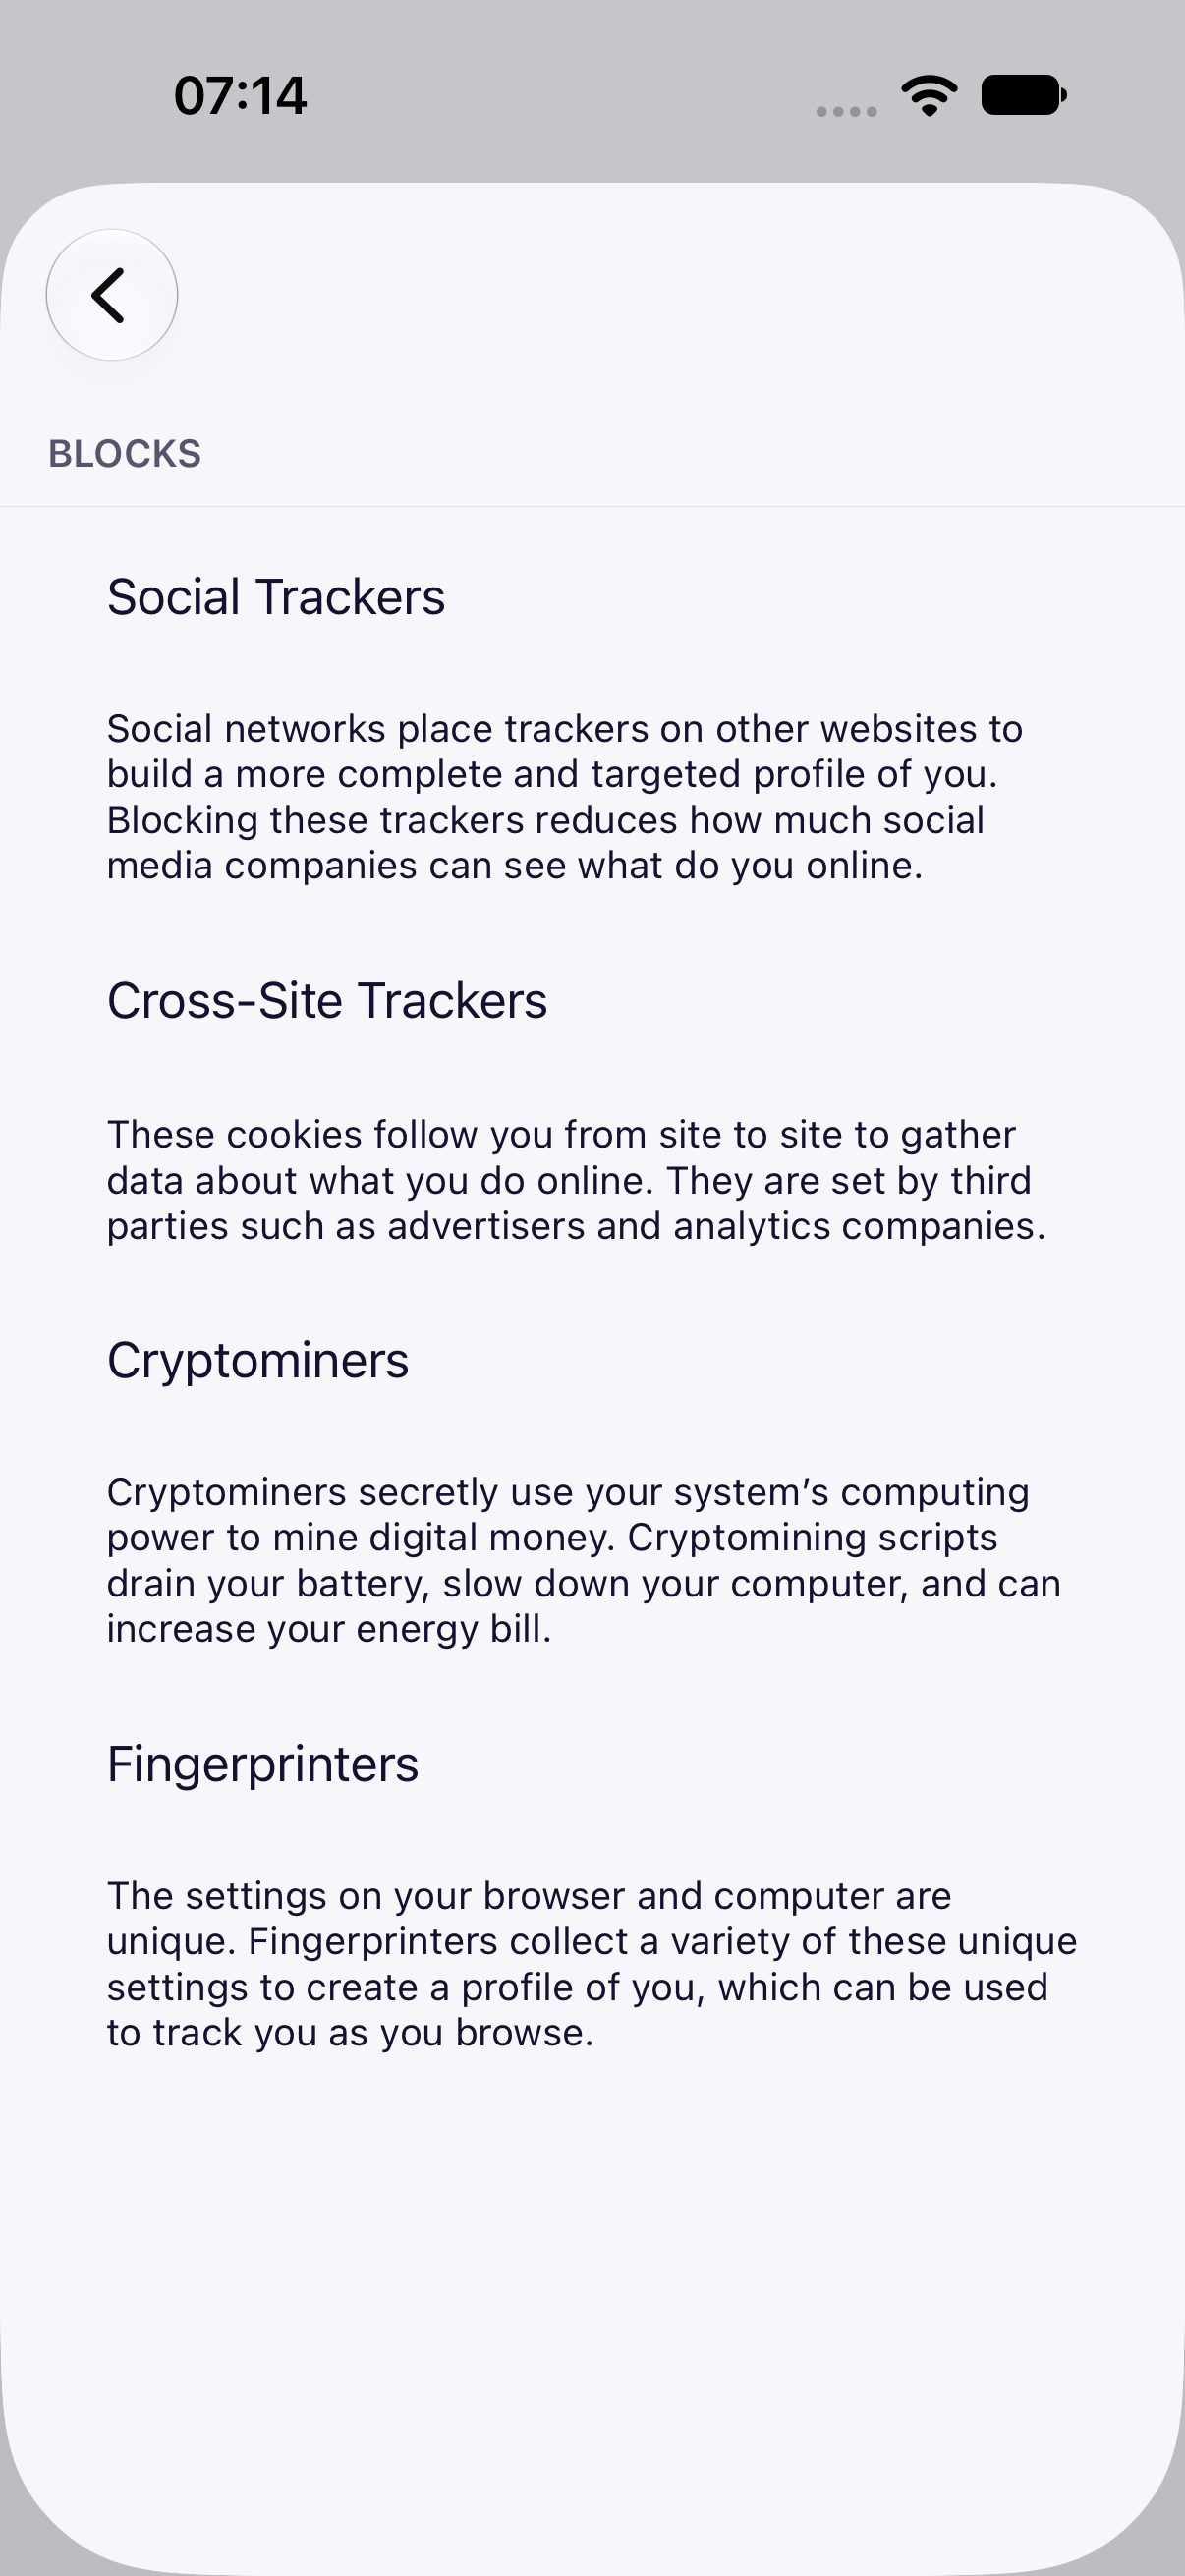 07:14
BLOCKS
Social Trackers
Social networks place trackers on other websites to
build a more complete and targeted profile of you.
Blocking these trackers reduces how much social
media companies can see what do you online.
Cross-Site Trackers
These cookies follow you from site to site to gather
data about what you do online. They are set by third
parties such as advertisers and analytics companies.
Cryptominers
Cryptominers secretly use your system’s computing
power to mine digital money. Cryptomining scripts
drain your battery, slow down your computer, and can
increase your energy bill.
Fingerprinters
The settings on your browser and computer are
unique. Fingerprinters collect a variety of these unique
settings to create a profile of you, which can be used
to track you as you browse.